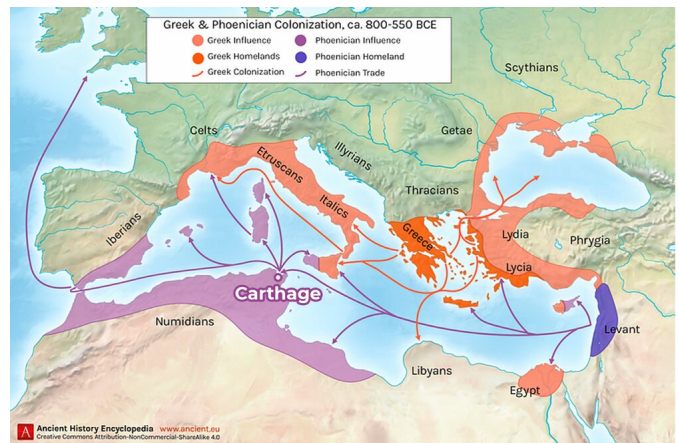 Greek & Phoenician Colonization, ca. 800-550 BCE
Greek Influence
Phoenician Influence
Greek Homelands
Phoenician Homeland
Greek Colonization
Phoenician Trade
Scythians
Celts
Getae
Etruscans
Illyrians
Italics
Thracians
Iberians
Greece
Lydia
Phrygia
Lycia
Carthage
Numidians
Levant
Libyans
Egypt
A
Ancient History Encyclopedia www.ancient.eu
Creative Commons Attribution-NonCommercial-ShareAlike 4.0